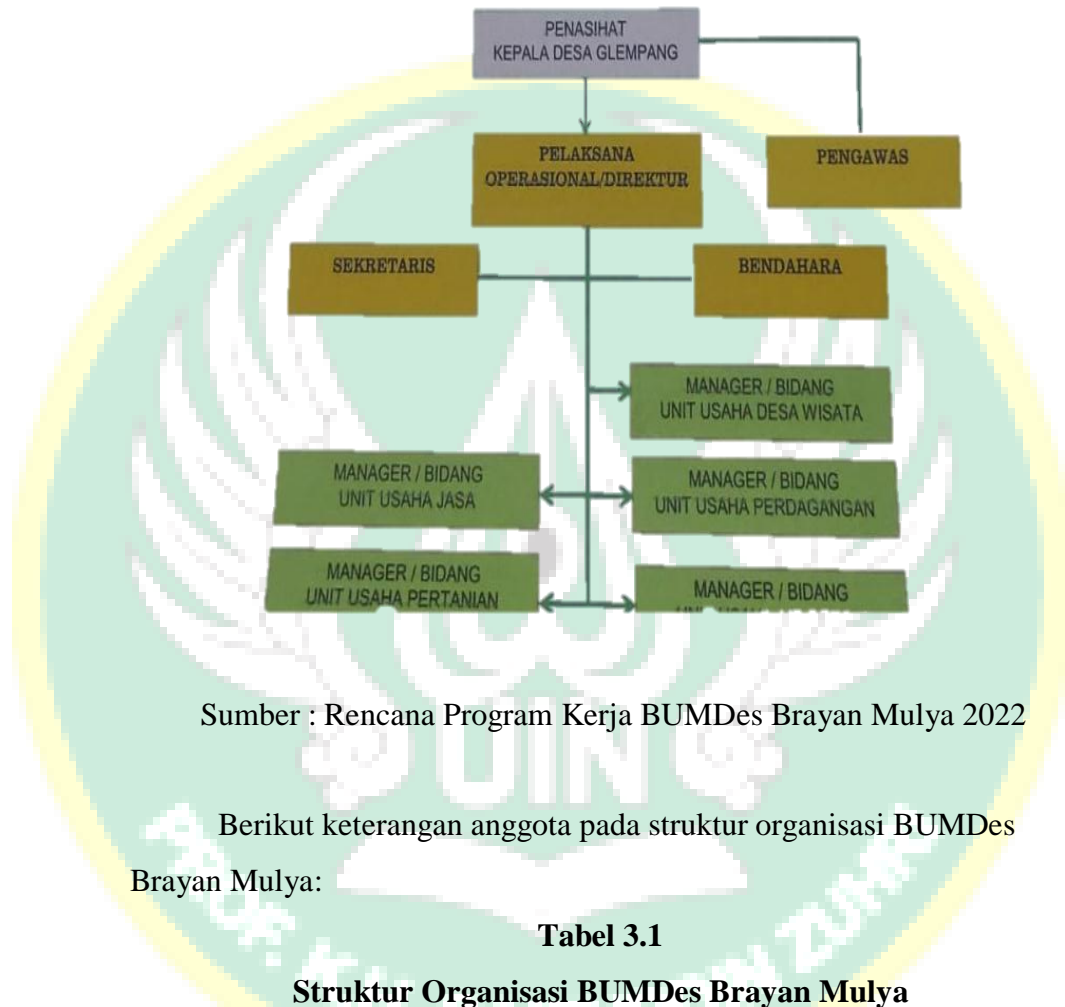 PENASIHAT
KEPALA DESA GLEMPANG
PELAKSANA
OPERASIONAL/DIREKTUR
PENGAWAS
SEKRETARIS
BENDAHARA
MANAGER / BIDANG
UNIT USAHA DESA WISATA
MANAGER / BIDANG
UNIT USAHA JASA
MANAGER / BIDANG
UNIT USAHA PERDAGANGAN
MANAGER / BIDANG
UNIT USAHA PERTANIAN
MANAGER / BIDANG
Sumber : Rencana Program Kerja BUMDes Brayan Mulya 2022
UIN
Berikut keterangan anggota pada struktur organisasi BUMDes
Brayan Mulya:
Tabel 3.1
Struktur Organisasi BUMDes Brayan Mulya
PROF. K